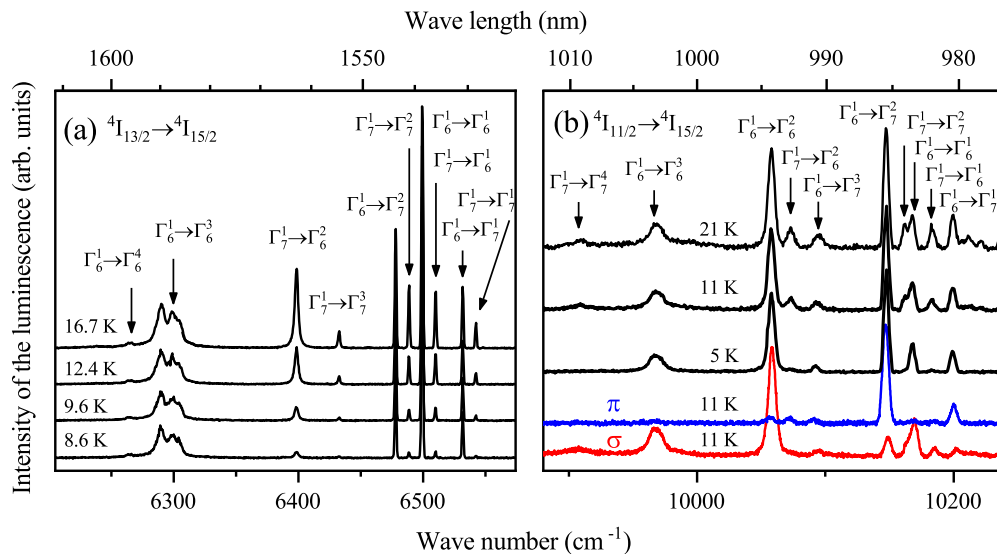 Wave length (nm)
1600 1540 1010 1000 990 980
Intensity of the luminescence (arb. units)
(a) ⁴I₁₃/₂→⁴I₁₅/₂
Γ₇¹→Γ₇²
Γ₆¹→Γ₆¹
Γ₇¹→Γ₆¹
Γ₆¹→Γ₇²
Γ₇¹→Γ₇¹
Γ₆¹→Γ₆¹
Γ₇¹→Γ₆²
Γ₆¹→Γ₆³
Γ₆¹→Γ₆⁴
Γ₇¹→Γ₇³
16.7 K
12.4 K
9.6 K
8.6 K
6300 6400 6500
(b) ⁴I₁₁/₂→⁴I₁₅/₂
Γ₆¹→Γ₆²
Γ₆¹→Γ₇²
Γ₇¹→Γ₇²
Γ₆¹→Γ₆¹
Γ₇¹→Γ₆¹
Γ₆¹→Γ₇¹
Γ₇¹→Γ₆²
Γ₆¹→Γ₇³
Γ₆¹→Γ₆³
Γ₇¹→Γ₇⁴
21 K
11 K
5 K
π 11 K
σ 11 K
10000 10200
Wave number (cm⁻¹)